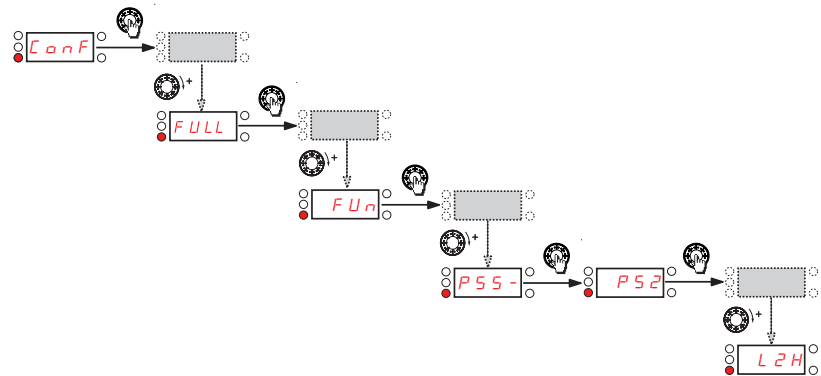 ConF
+
FULL
+
FUn
+
PSS-
PS2
+
L2H